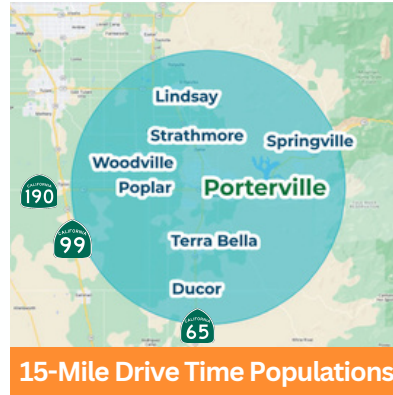 Lindsay
Strathmore
Springville
Woodville
Poplar
Porterville
CALIFORNIA
190
CALIFORNIA
99
Terra Bella
Ducor
CALIFORNIA
65
15-Mile Drive Time Populations